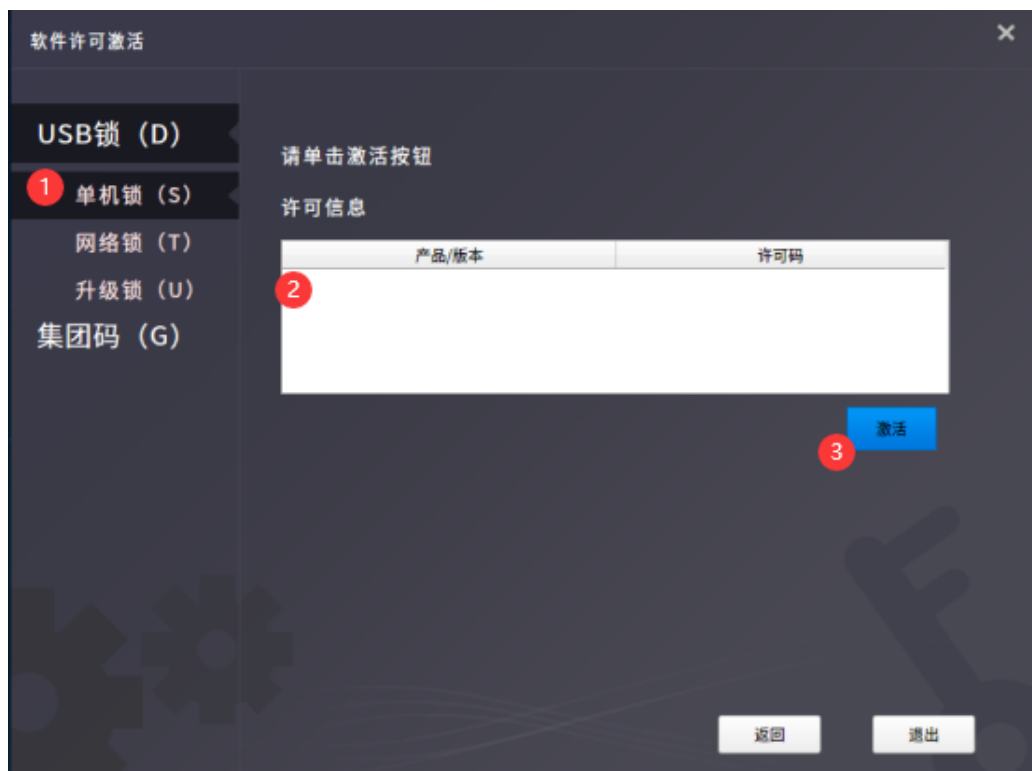 软件许可激活
USB锁（D）
1 单机锁（S）
网络锁（T）
升级锁（U）
集团码（G）
请单击激活按钮
许可信息
产品/版本 许可码
2
激活
3
返回 退出